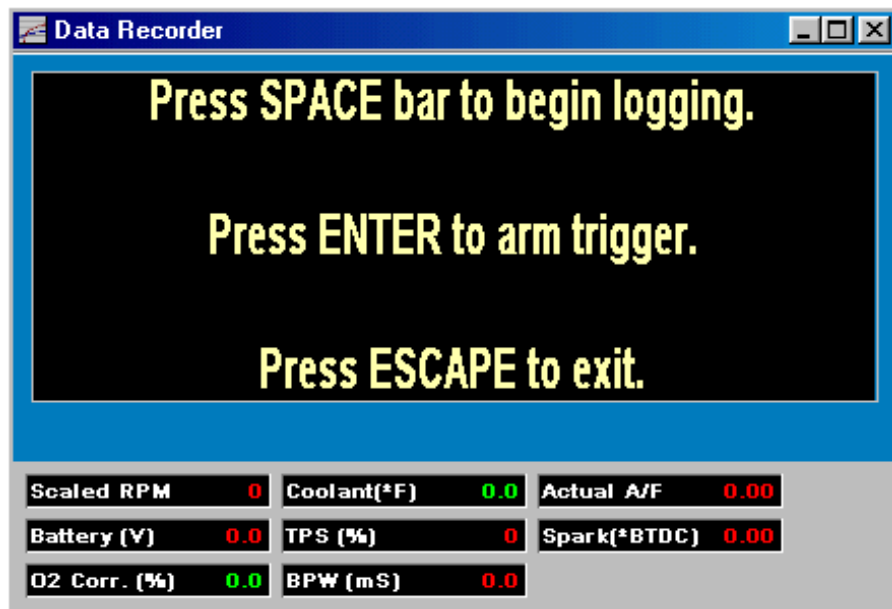 Data Recorder
Press SPACE bar to begin logging.
Press ENTER to arm trigger.
Press ESCAPE to exit.
Scaled RPM 0 Coolant(*F) 0.0 Actual A/F 0.00
Battery (V) 0.0 TPS (%) 0 Spark(*BTDC) 0.00
O2 Corr. (%) 0.0 BPW (mS) 0.0